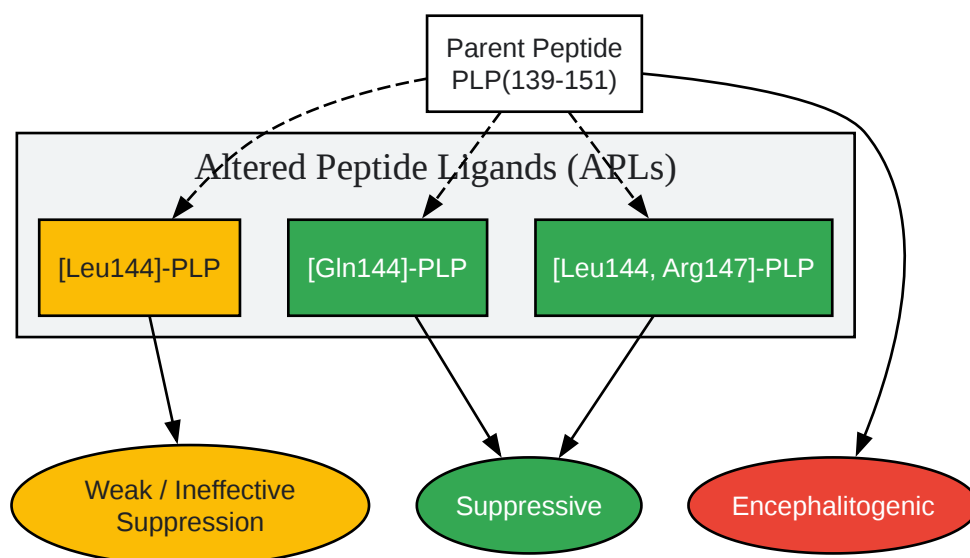 Parent Peptide
PLP(139-151)
Altered Peptide Ligands (APLs)
[Leu144]-PLP
[Gln144]-PLP
[Leu144, Arg147]-PLP
Weak / Ineffective
Suppression
Suppressive
Encephalitogenic